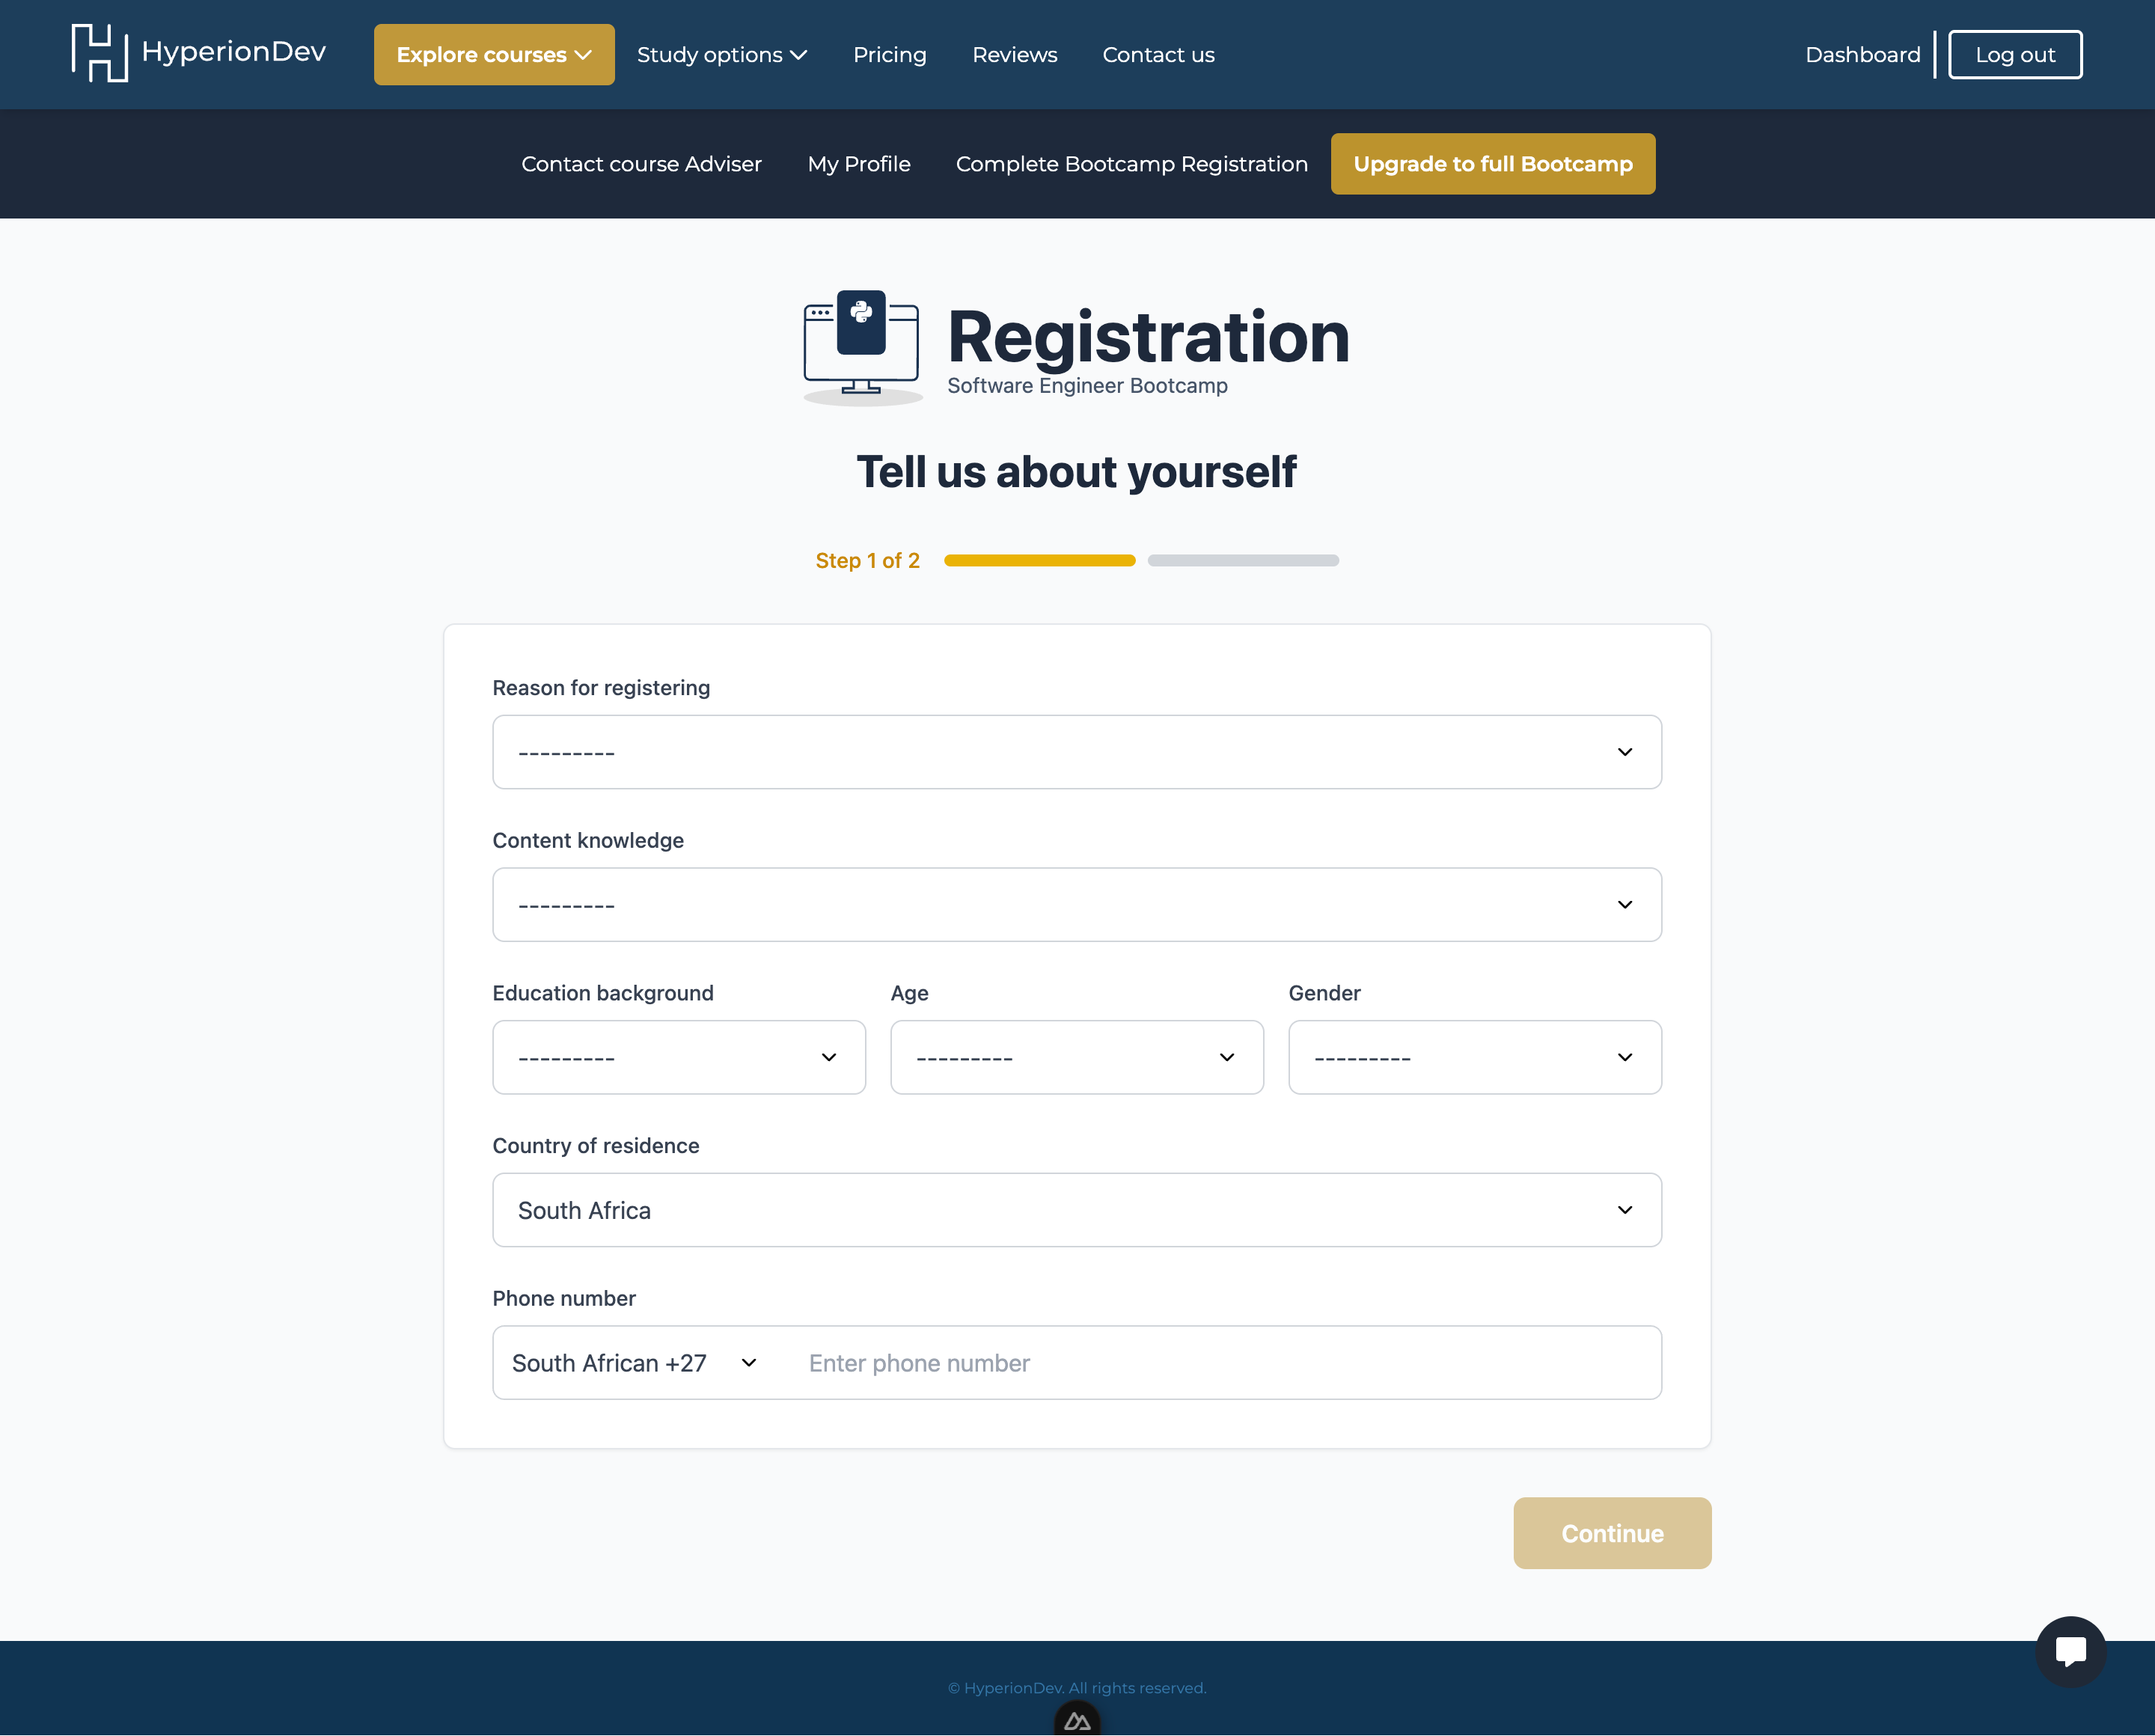 HyperionDev
Explore courses
Study options
Pricing
Reviews
Contact us
Dashboard
Log out
Contact course Adviser
My Profile
Complete Bootcamp Registration
Upgrade to full Bootcamp
Registration
Software Engineer Bootcamp
Tell us about yourself
Step 1 of 2
Reason for registering
---------
Content knowledge
---------
Education background
---------
Age
---------
Gender
---------
Country of residence
South Africa
Phone number
South African +27
Enter phone number
Continue
© HyperionDev. All rights reserved.